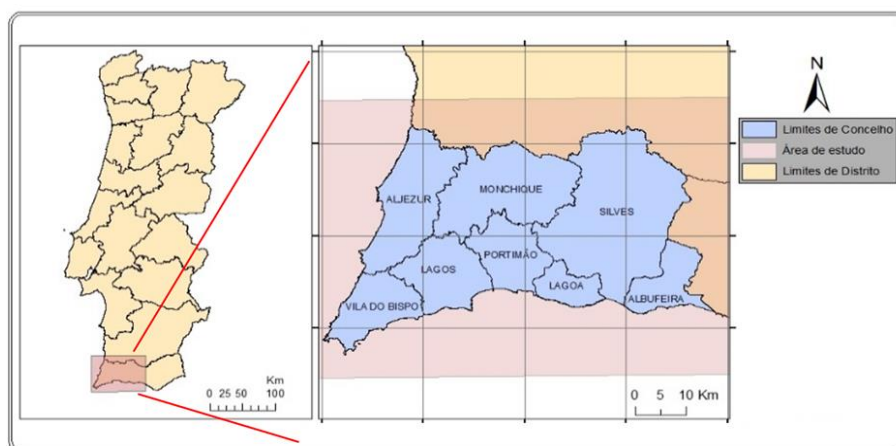 Km
0 25 50 100
ALJEZUR
MONCHIQUE
SILVES
PORTIMÃO
LAGOS
LAGOA
VILA DO BISPO
ALBUFEIRA
0 5 10 Km
N
Limites de Concelho
Área de estudo
Limites de Distrito